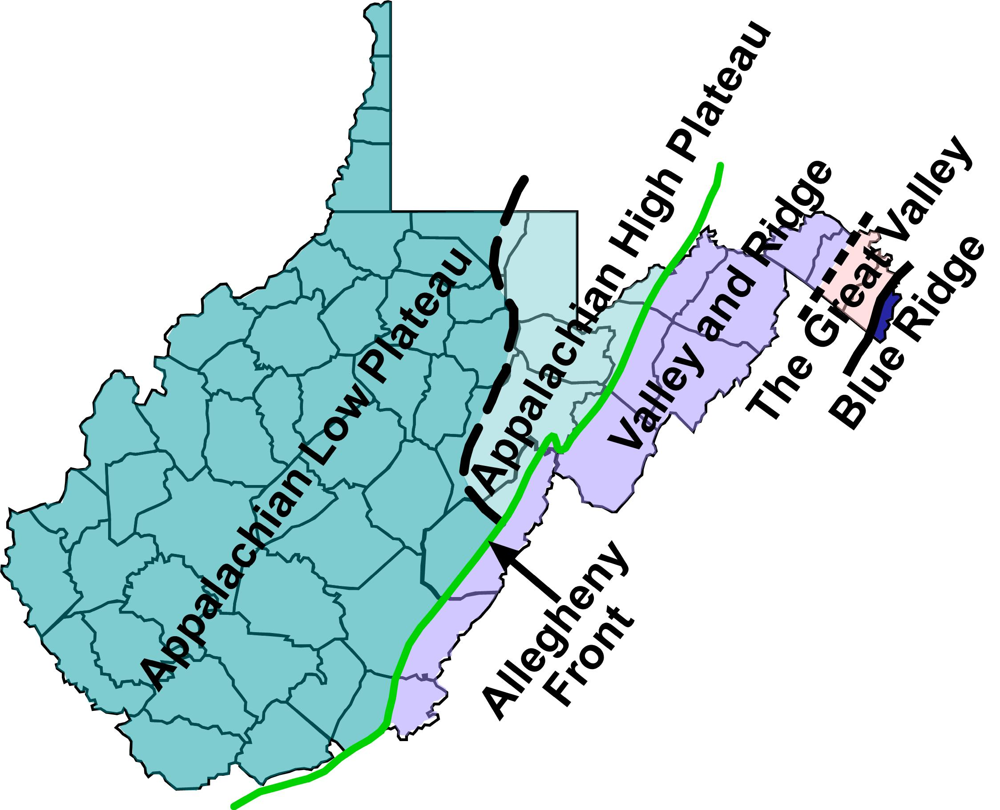 Appalachian Low Plateau
Appalachian High Plateau
Valley and Ridge
The Great Valley
Blue Ridge
Allegheny
Front